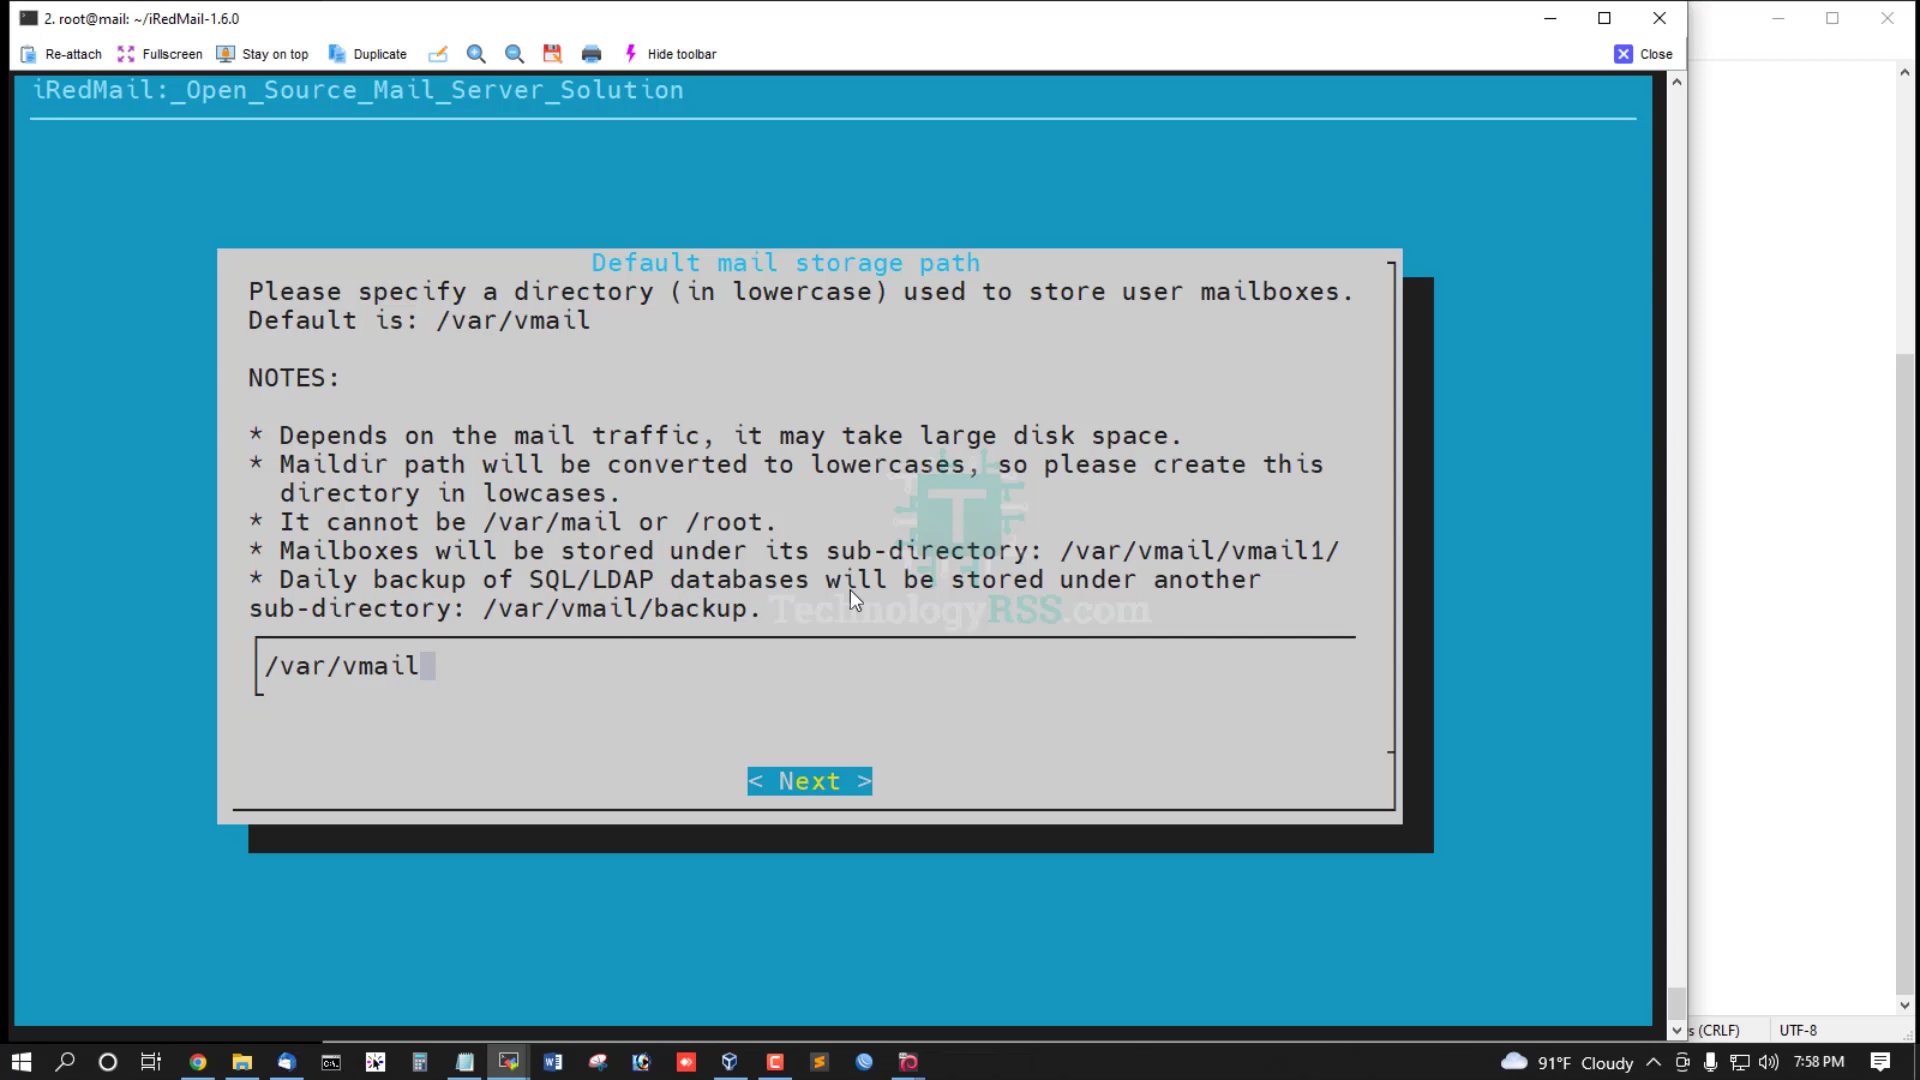 2. root@mail: ~/iRedMail-1.6.0
Re-attach Fullscreen Stay on top Duplicate Hide toolbar Close
iRedMail:_Open_Source_Mail_Server_Solution
Default mail storage path
Please specify a directory (in lowercase) used to store user mailboxes.
Default is: /var/vmail
NOTES:
* Depends on the mail traffic, it may take large disk space.
* Maildir path will be converted to lowercases, so please create this
directory in lowcases.
* It cannot be /var/mail or /root.
* Mailboxes will be stored under its sub-directory: /var/vmail/vmail1/
* Daily backup of SQL/LDAP databases will be stored under another
sub-directory: /var/vmail/backup.
TechnologyRSS.com
/var/vmail
< Next >
s (CRLF) UTF-8
91°F Cloudy 7:58 PM